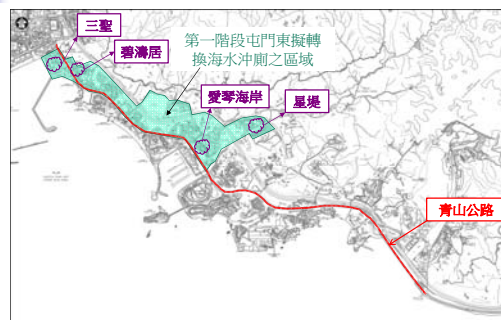 三聖
碧濤居
第一階段屯門東擬轉
換海水沖廁之區域
愛琴海岸
星堤
青山公路